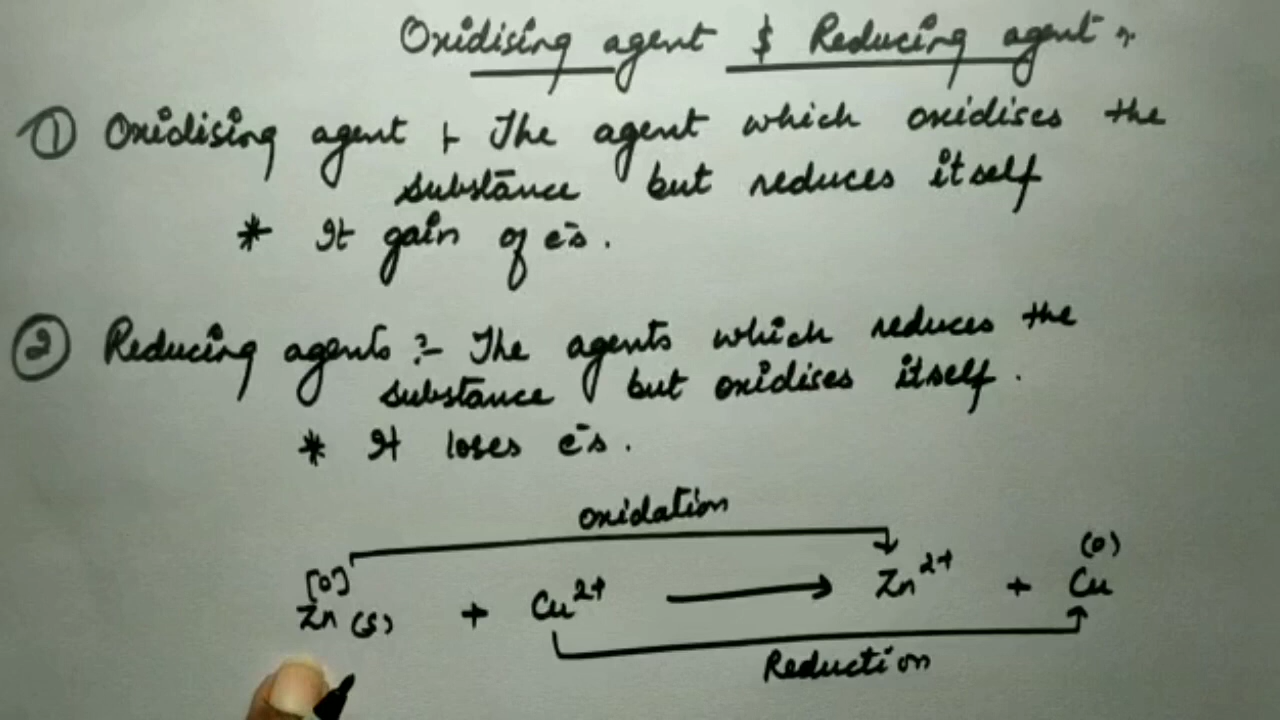 Oxidising agent $ Reducing agent :-
① Oxidising agent :- The agent which oxidises the
substance but reduces itself
* It gain of e⁻s.
② Reducing agents :- The agents which reduces the
substance but oxidises itself.
* It loses e⁻s.
oxidation
[0] (0)
Zn(s) + Cu²⁺ ⟶ Zn²⁺ + Cu
Reduction